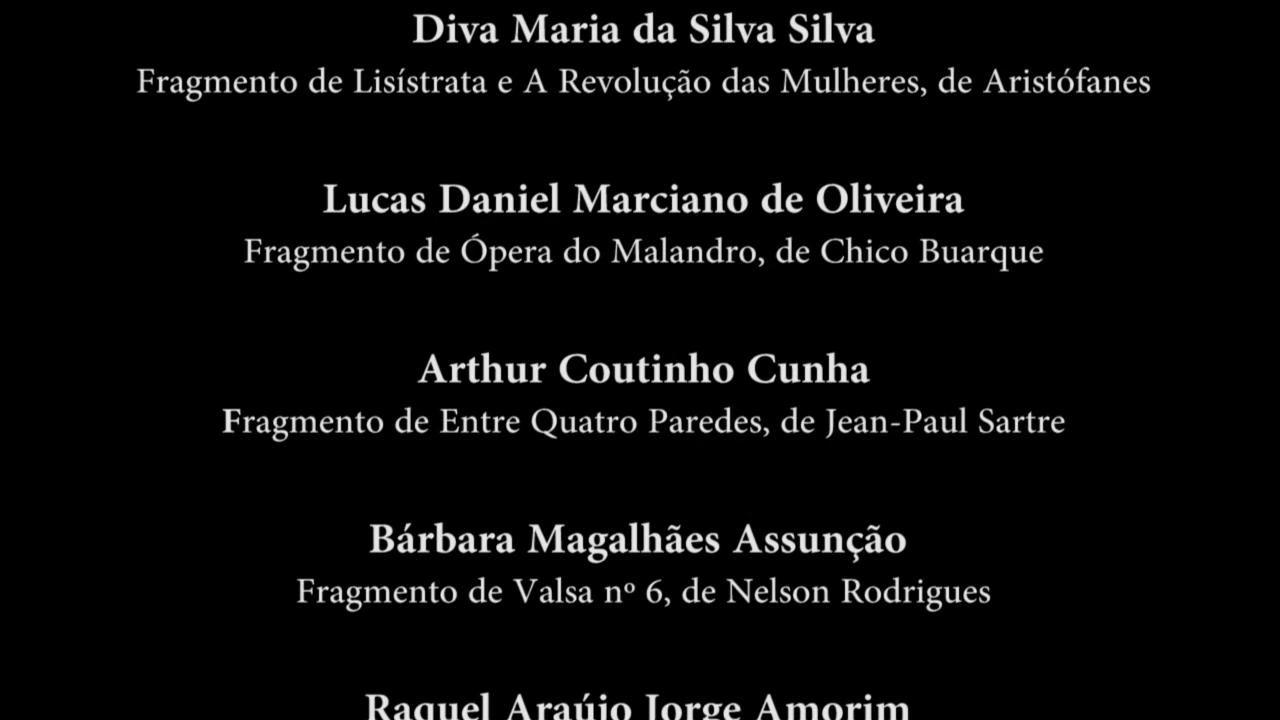 Diva Maria da Silva Silva
Fragmento de Lisístrata e A Revolução das Mulheres, de Aristófanes
Lucas Daniel Marciano de Oliveira
Fragmento de Ópera do Malandro, de Chico Buarque
Arthur Coutinho Cunha
Fragmento de Entre Quatro Paredes, de Jean-Paul Sartre
Bárbara Magalhães Assunção
Fragmento de Valsa nº 6, de Nelson Rodrigues
Raquel Araújo Jorge Amorim